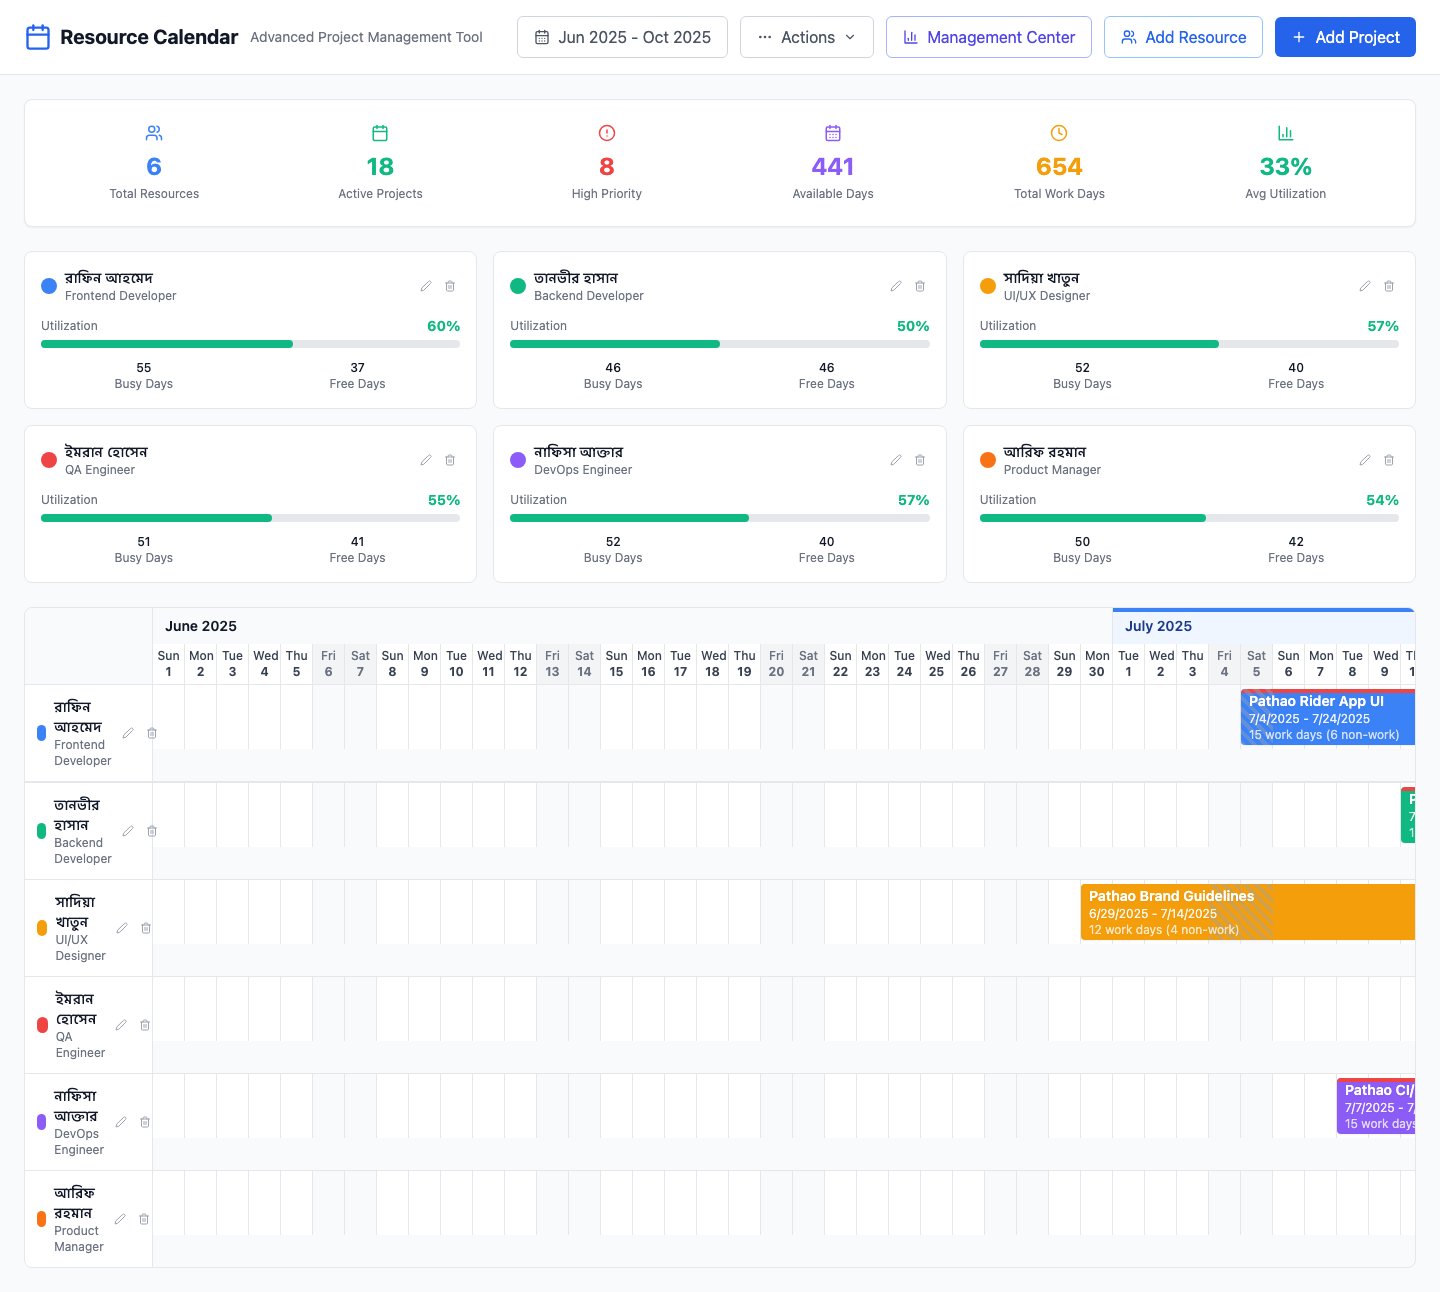 Resource Calendar Advanced Project Management Tool Jun 2025 - Oct 2025 Actions Management Center Add Resource Add Project
6 18 8 441 654 33%
Total Resources Active Projects High Priority Available Days Total Work Days Avg Utilization
রাফিন আহমেদ
Frontend Developer
Utilization 60%
55 37
Busy Days Free Days
তানভীর হাসান
Backend Developer
Utilization 50%
46 46
Busy Days Free Days
সাদিয়া খাতুন
UI/UX Designer
Utilization 57%
52 40
Busy Days Free Days
ইমরান হোসেন
QA Engineer
Utilization 55%
51 41
Busy Days Free Days
নাফিসা আক্তার
DevOps Engineer
Utilization 57%
52 40
Busy Days Free Days
আরিফ রহমান
Product Manager
Utilization 54%
50 42
Busy Days Free Days
June 2025 July 2025
Sun Mon Tue Wed Thu Fri Sat Sun Mon Tue Wed Thu Fri Sat Sun Mon Tue Wed Thu Fri Sat Sun Mon Tue Wed Thu Fri Sat Sun Mon Tue Wed Thu Fri Sat Sun Mon Tue Wed
1 2 3 4 5 6 7 8 9 10 11 12 13 14 15 16 17 18 19 20 21 22 23 24 25 26 27 28 29 30 1 2 3 4 5 6 7 8 9
রাফিন
আহমেদ
Frontend
Developer
Pathao Rider App UI
7/4/2025 - 7/24/2025
15 work days (6 non-work)
তানভীর
হাসান
Backend
Developer
সাদিয়া
খাতুন
UI/UX
Designer
Pathao Brand Guidelines
6/29/2025 - 7/14/2025
12 work days (4 non-work)
ইমরান
হোসেন
QA
Engineer
নাফিসা
আক্তার
DevOps
Engineer
Pathao CI/
7/7/2025 - 7/
15 work days
আরিফ
রহমান
Product
Manager